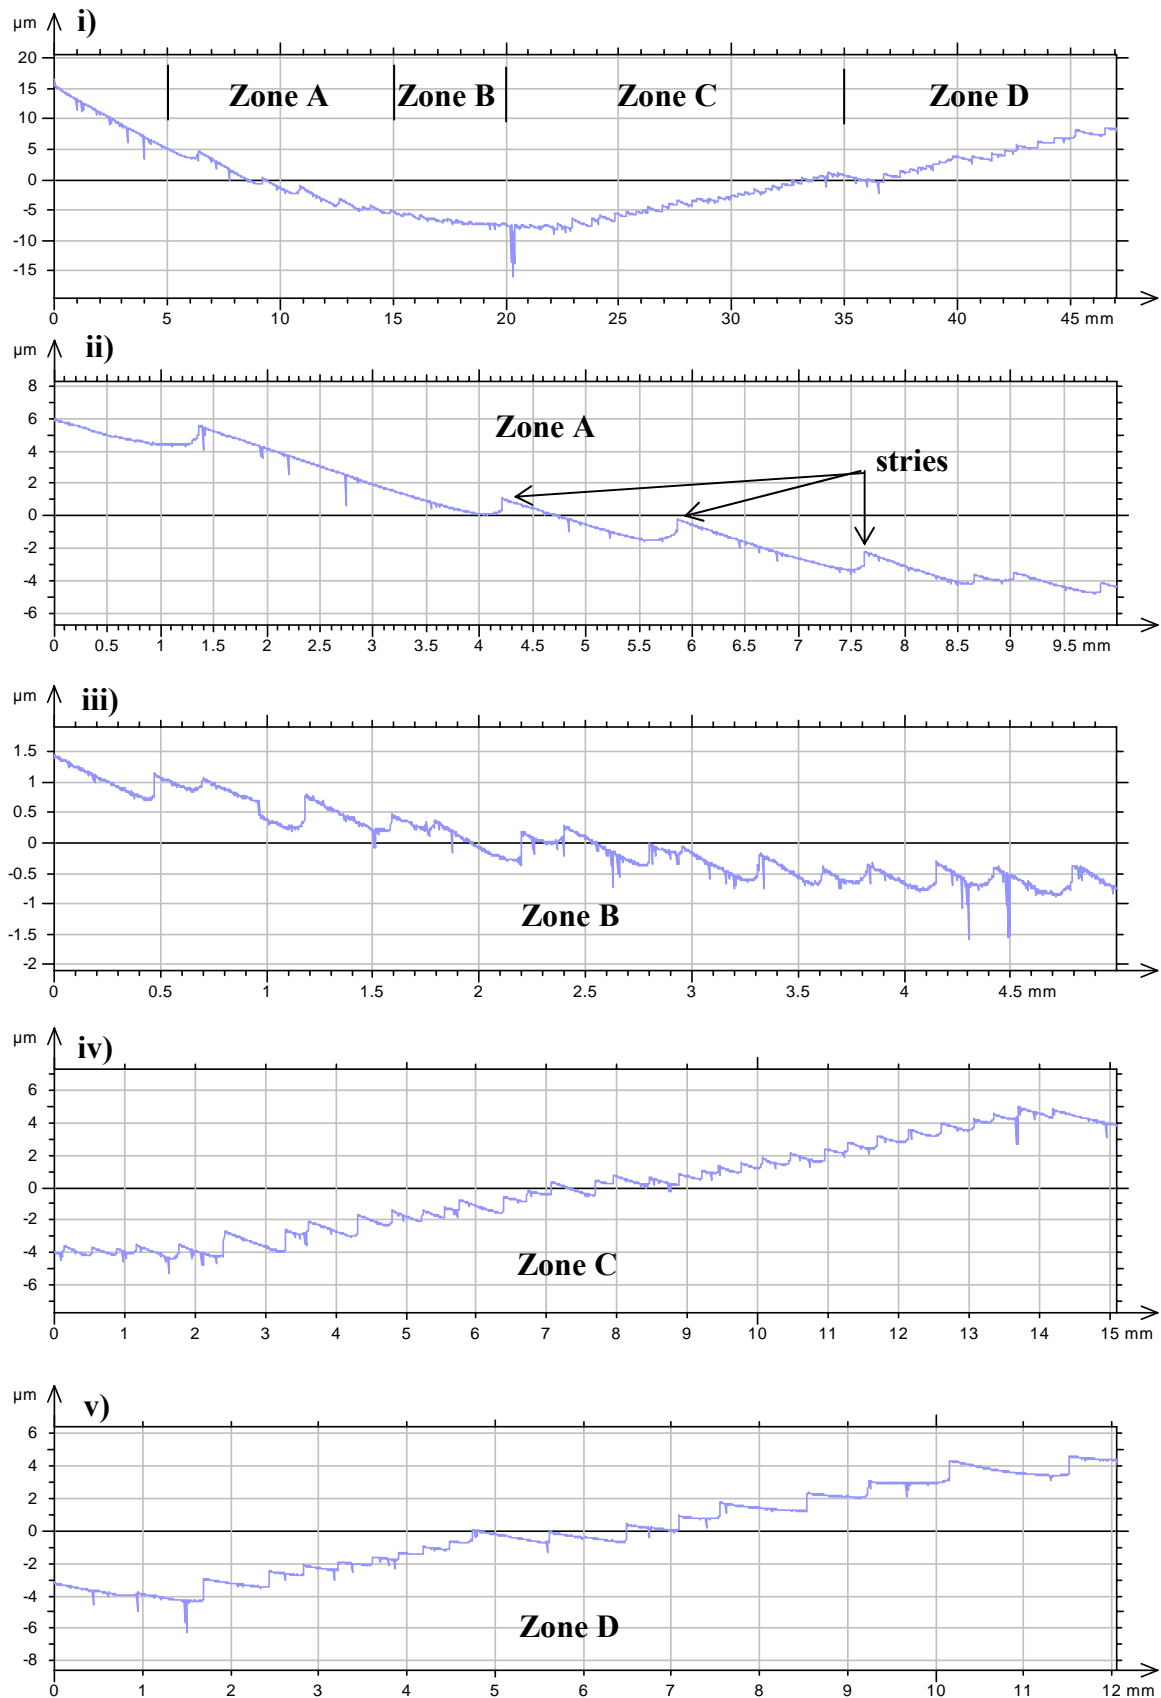 µm i)
20
15 Zone A Zone B Zone C Zone D
10
5
0
-5
-10
-15
0 5 10 15 20 25 30 35 40 45 mm
µm ii)
8
6 Zone A
4 stries
2
0
-2
-4
-6
0 0.5 1 1.5 2 2.5 3 3.5 4 4.5 5 5.5 6 6.5 7 7.5 8 8.5 9 9.5 mm
µm iii)
1.5
1
0.5
0
-0.5
-1 Zone B
-1.5
-2
0 0.5 1 1.5 2 2.5 3 3.5 4 4.5 mm
µm iv)
6
4
2
0
-2
-4 Zone C
-6
0 1 2 3 4 5 6 7 8 9 10 11 12 13 14 15 mm
µm v)
6
4
2
0
-2
-4
-6 Zone D
-8
0 1 2 3 4 5 6 7 8 9 10 11 12 mm